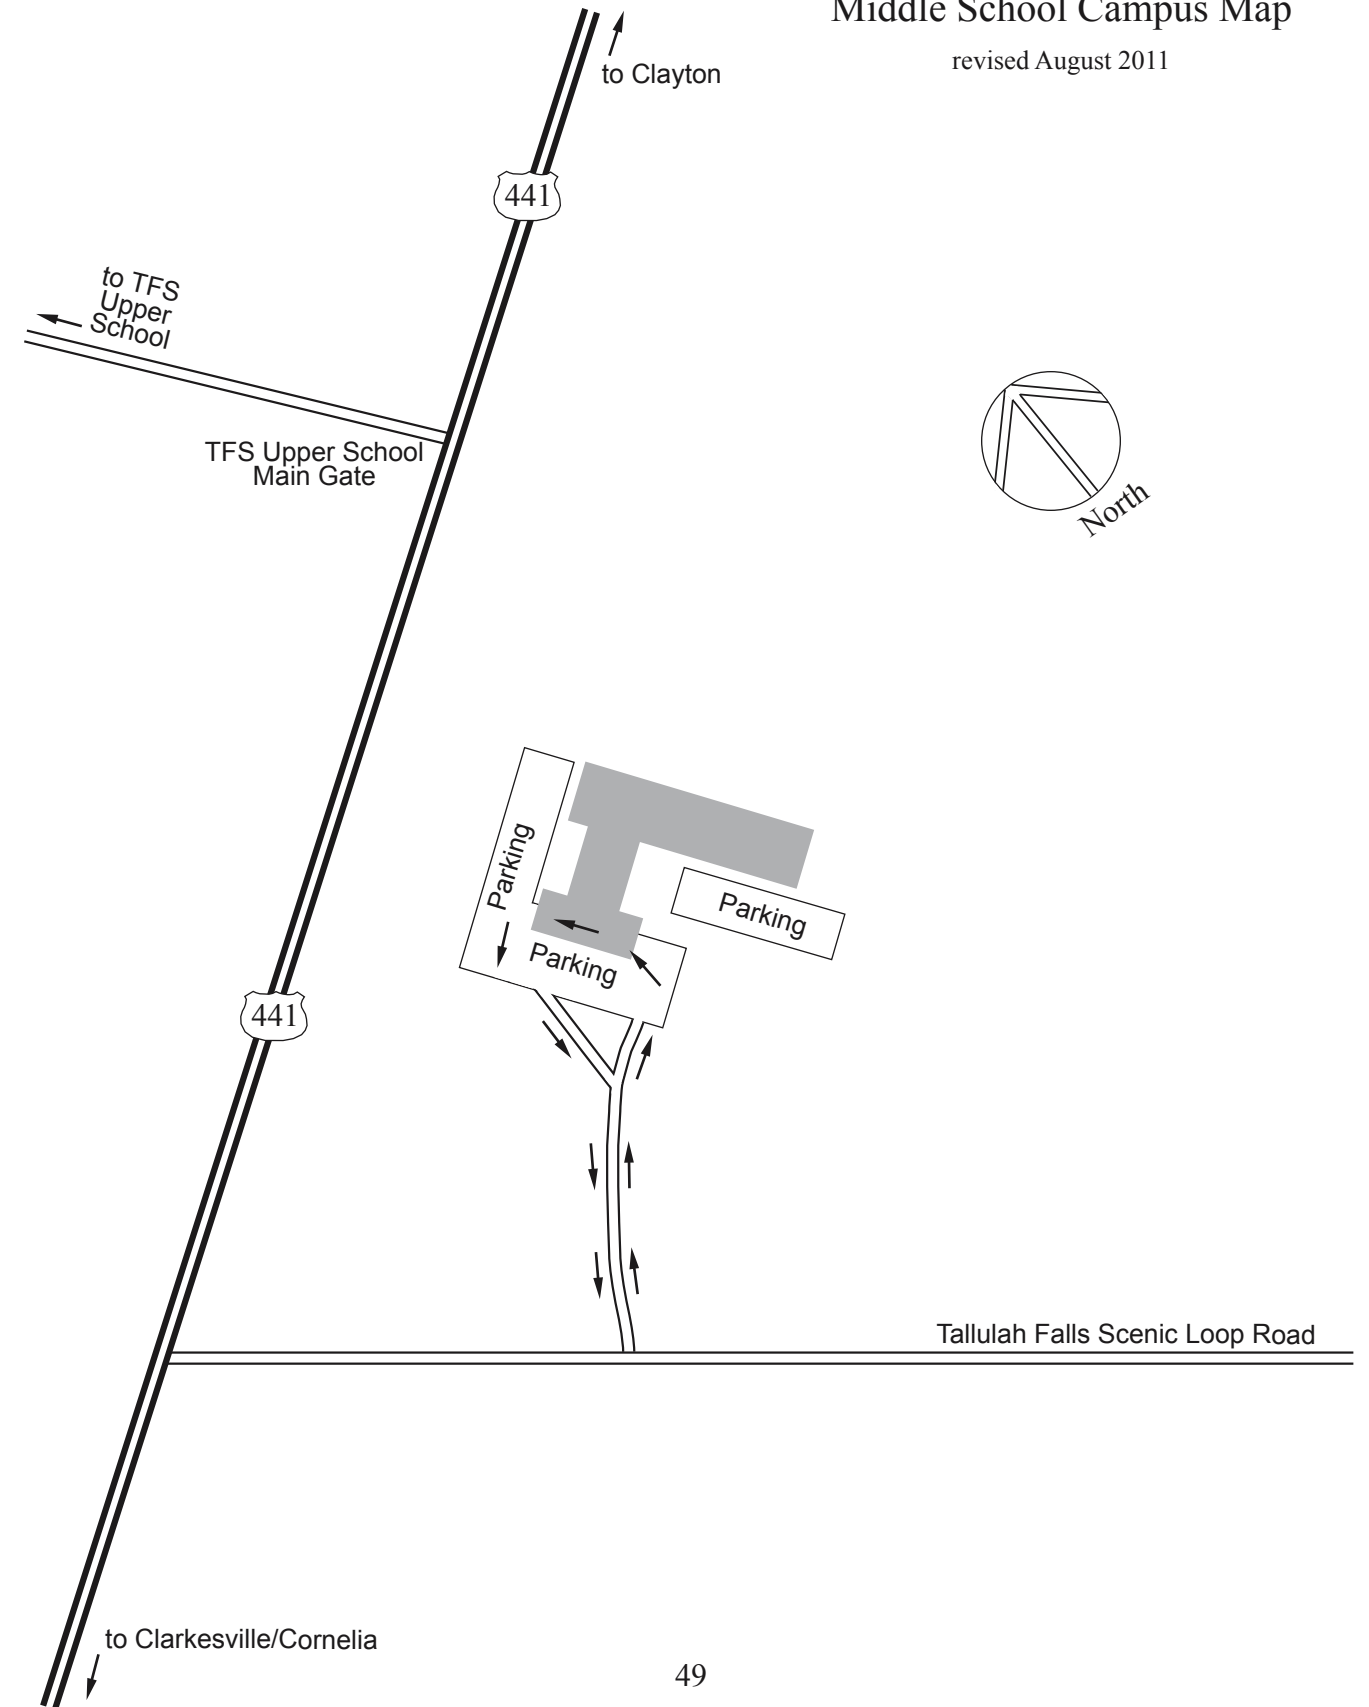 Middle School Campus Map
revised August 2011
to Clayton
441
to TFS
Upper
School
TFS Upper School
Main Gate
North
Parking
Parking
Parking
441
Tallulah Falls Scenic Loop Road
to Clarkesville/Cornelia
49